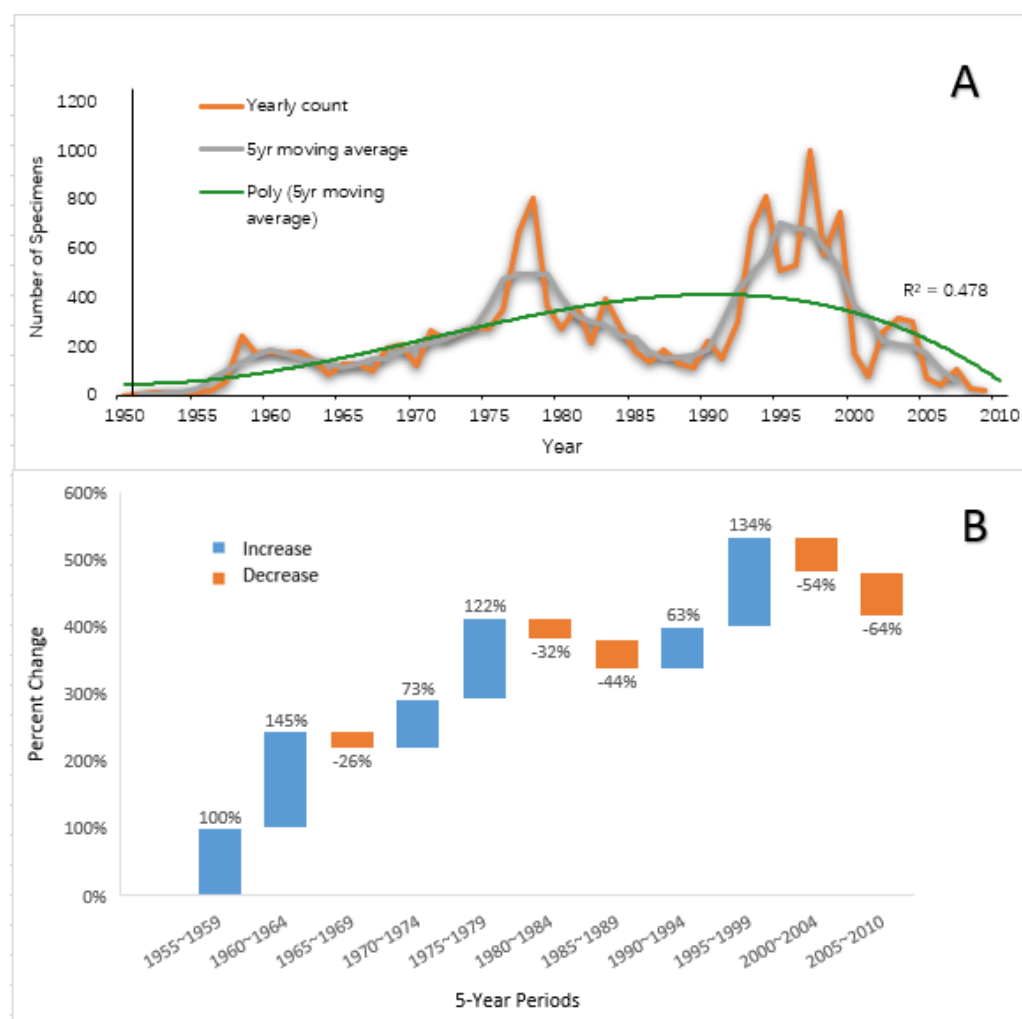 A
Yearly count
5yr moving average
Poly (5yr moving
average)
1200
1000
800
600
400
200
0
Number of Specimens
R² = 0.478
1950 1955 1960 1965 1970 1975 1980 1985 1990 1995 2000 2005 2010
Year
B
Increase
Decrease
600%
500%
400%
300%
200%
100%
0%
Percent Change
100%
145%
-26%
73%
122%
-32%
-44%
63%
134%
-54%
-64%
1955~1959 1960~1964 1965~1969 1970~1974 1975~1979 1980~1984 1985~1989 1990~1994 1995~1999 2000~2004 2005~2010
5-Year Periods